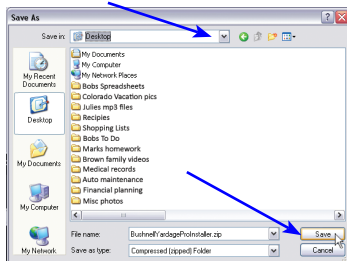 Save As
Save in:
Desktop
My Recent
Documents
Desktop
My Documents
My Computer
My Network
My Documents
My Computer
My Network Places
Bobs Spreadsheets
Colorado Vacation pics
Julies mp3 files
Recipies
Shopping Lists
Bobs To Do
Marks homework
Brown family videos
Medical records
Auto maintenance
Financial planning
Misc photos
File name:
BushnellYardageProInstaller.zip
Save
Save as type:
Compressed (zipped) Folder
Cancel